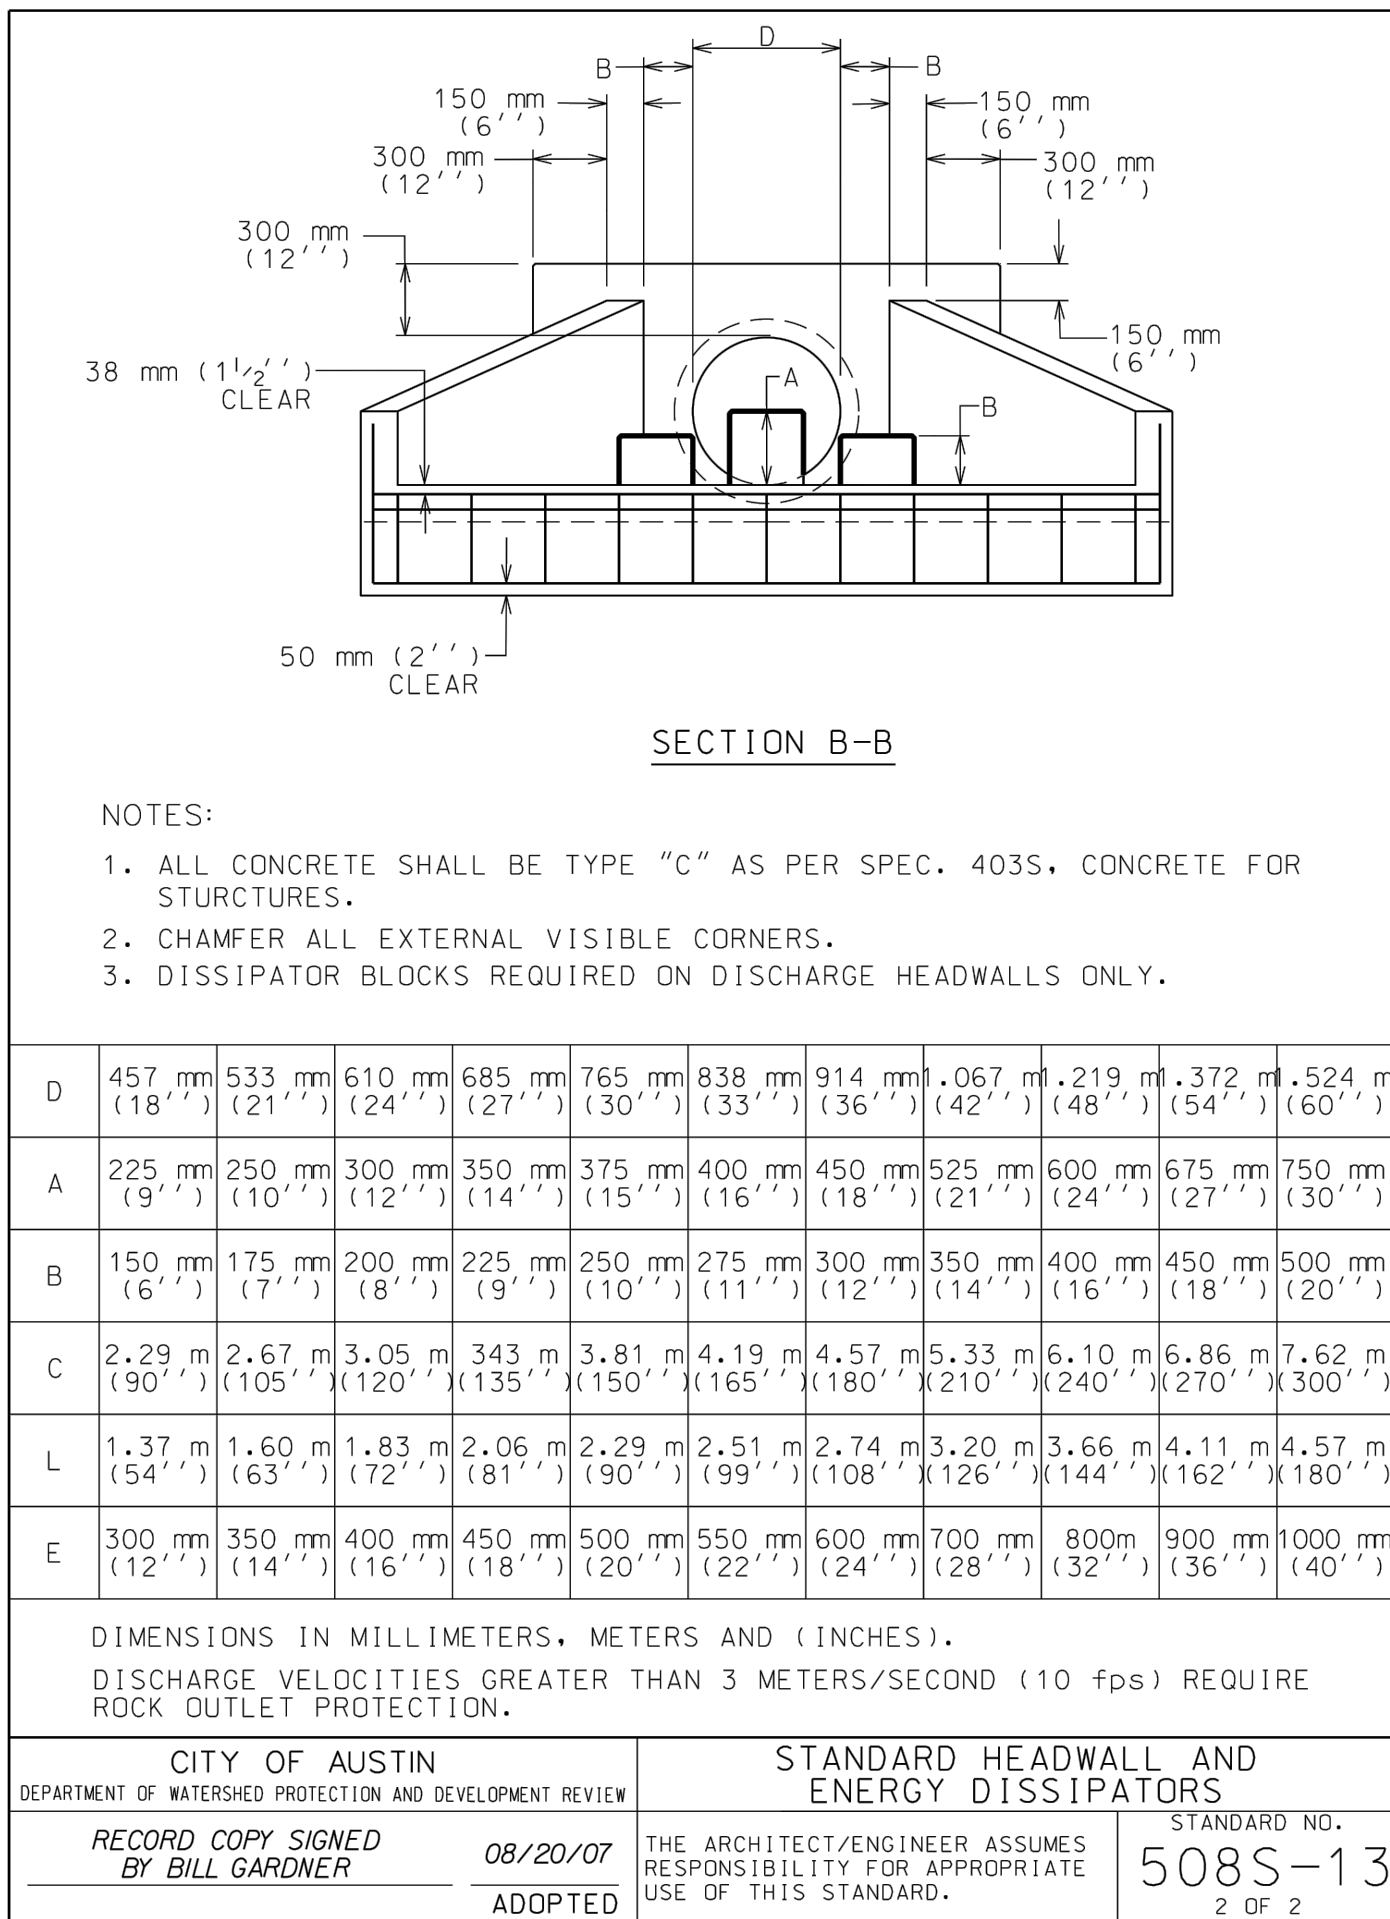 D
B
B
150 mm
(6'')
150 mm
(6'')
300 mm
(12'')
300 mm
(12'')
300 mm
(12'')
150 mm
(6'')
38 mm (1 1/2'')
CLEAR
A
B
50 mm (2'')
CLEAR
SECTION B-B
NOTES:
1. ALL CONCRETE SHALL BE TYPE "C" AS PER SPEC. 403S, CONCRETE FOR
STURCTURES.
2. CHAMFER ALL EXTERNAL VISIBLE CORNERS.
3. DISSIPATOR BLOCKS REQUIRED ON DISCHARGE HEADWALLS ONLY.
D 457 mm 533 mm 610 mm 685 mm 765 mm 838 mm 914 mm 1.067 m 1.219 m 1.372 m 1.524 m
(18'') (21'') (24'') (27'') (30'') (33'') (36'') (42'') (48'') (54'') (60'')
A 225 mm 250 mm 300 mm 350 mm 375 mm 400 mm 450 mm 525 mm 600 mm 675 mm 750 mm
(9'') (10'') (12'') (14'') (15'') (16'') (18'') (21'') (24'') (27'') (30'')
B 150 mm 175 mm 200 mm 225 mm 250 mm 275 mm 300 mm 350 mm 400 mm 450 mm 500 mm
(6'') (7'') (8'') (9'') (10'') (11'') (12'') (14'') (16'') (18'') (20'')
C 2.29 m 2.67 m 3.05 m 343 m 3.81 m 4.19 m 4.57 m 5.33 m 6.10 m 6.86 m 7.62 m
(90'') (105'') (120'') (135'') (150'') (165'') (180'') (210'') (240'') (270'') (300'')
L 1.37 m 1.60 m 1.83 m 2.06 m 2.29 m 2.51 m 2.74 m 3.20 m 3.66 m 4.11 m 4.57 m
(54'') (63'') (72'') (81'') (90'') (99'') (108'') (126'') (144'') (162'') (180'')
E 300 mm 350 mm 400 mm 450 mm 500 mm 550 mm 600 mm 700 mm 800m 900 mm 1000 mm
(12'') (14'') (16'') (18'') (20'') (22'') (24'') (28'') (32'') (36'') (40'')
DIMENSIONS IN MILLIMETERS, METERS AND (INCHES).
DISCHARGE VELOCITIES GREATER THAN 3 METERS/SECOND (10 fps) REQUIRE
ROCK OUTLET PROTECTION.
CITY OF AUSTIN
DEPARTMENT OF WATERSHED PROTECTION AND DEVELOPMENT REVIEW
STANDARD HEADWALL AND
ENERGY DISSIPATORS
RECORD COPY SIGNED
BY BILL GARDNER
08/20/07
ADOPTED
THE ARCHITECT/ENGINEER ASSUMES
RESPONSIBILITY FOR APPROPRIATE
USE OF THIS STANDARD.
STANDARD NO.
508S-13
2 OF 2